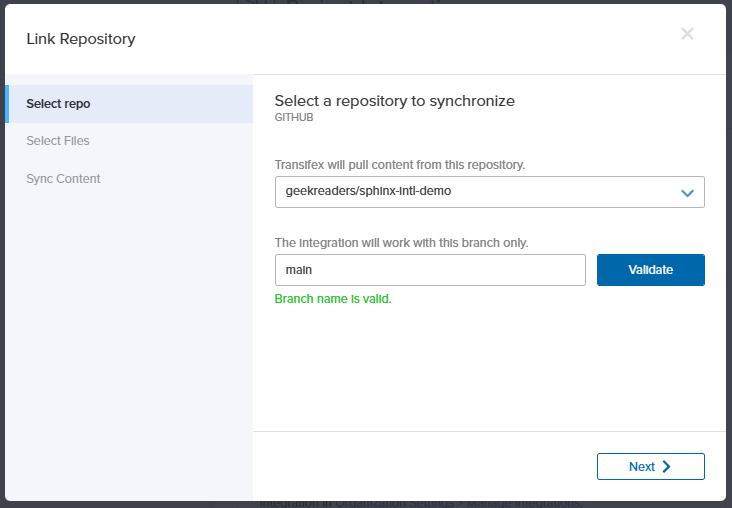 Link Repository
Select repo
Select Files
Sync Content
Select a repository to synchronize
GITHUB
Transifex will pull content from this repository.
geekreaders/sphinx-intl-demo
The integration will work with this branch only.
main
Validate
Branch name is valid.
Next